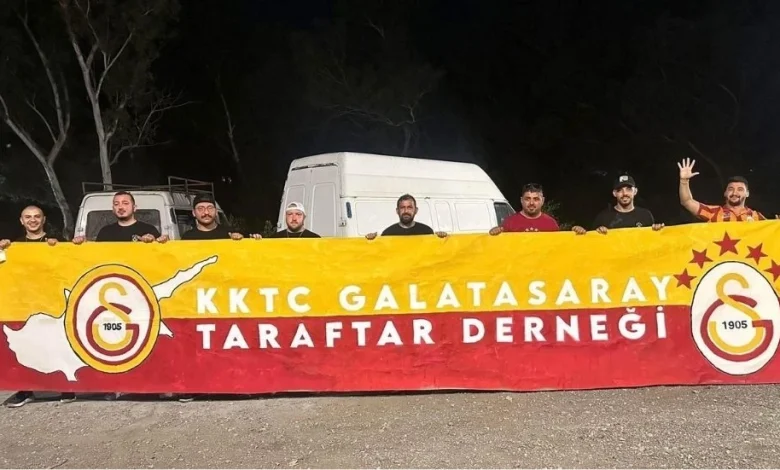 KKTC GALATASARAY
TARAFTAR DERNEĞİ
1905
1905